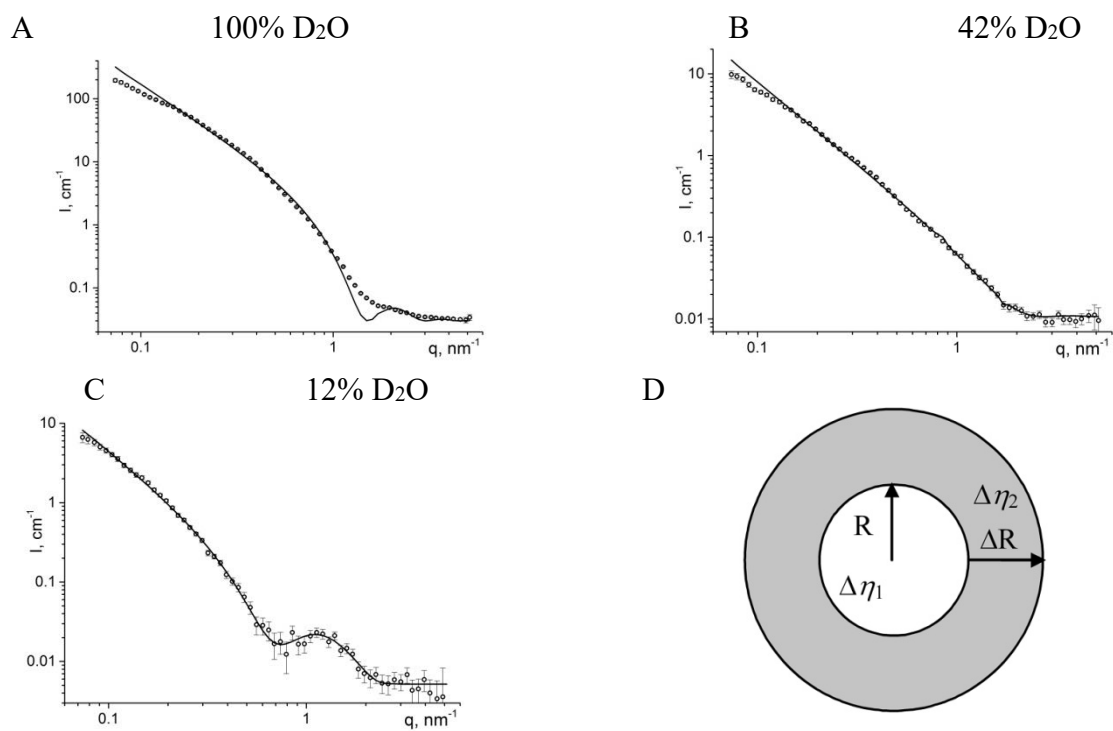 A 100% D₂O
I, cm⁻¹
100
10
1
0.1
0.1 1 q, nm⁻¹
B 42% D₂O
I, cm⁻¹
10
1
0.1
0.01
0.1 1 q, nm⁻¹
C 12% D₂O
I, cm⁻¹
10
1
0.1
0.01
0.1 1 q, nm⁻¹
D
R
Δη₁
Δη₂
ΔR